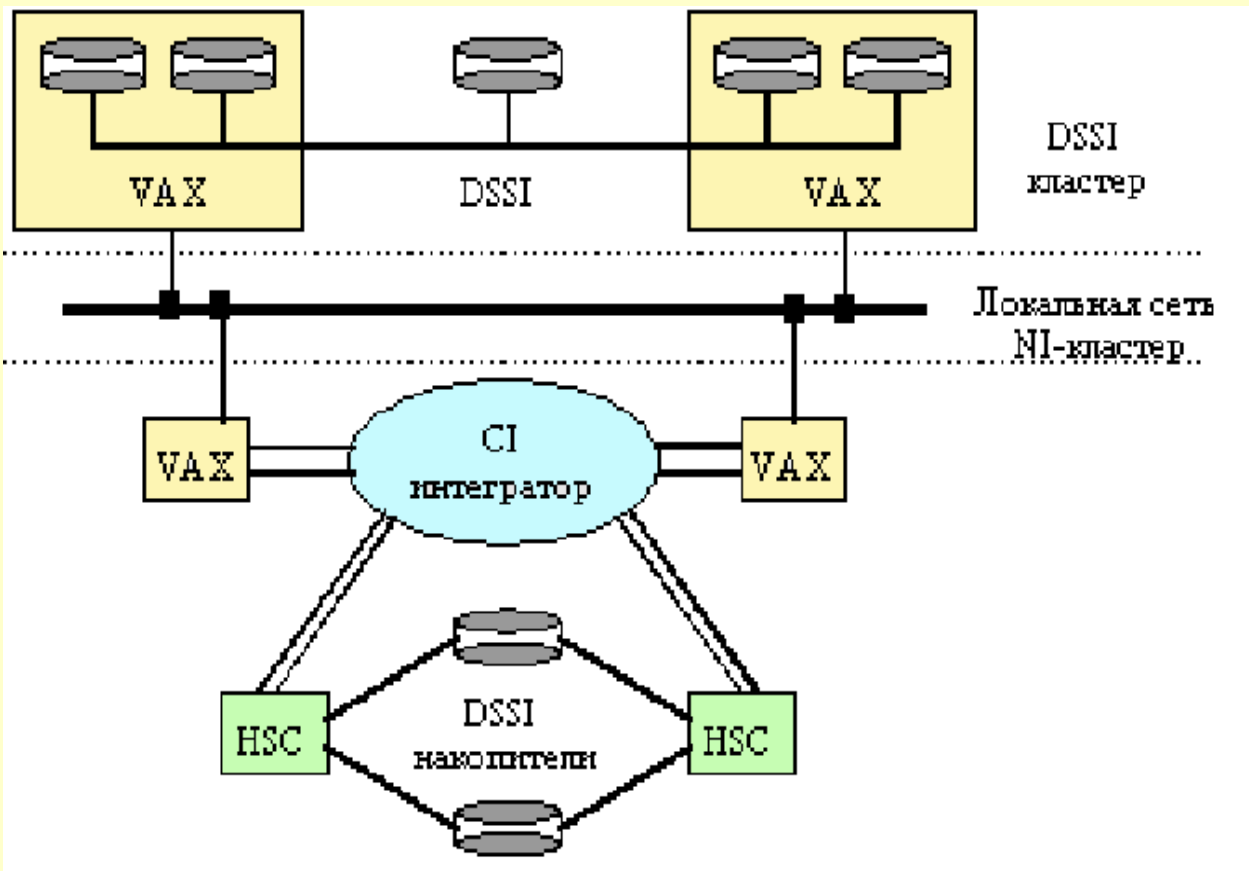 VAX
DSSI
VAX
DSSI
кластер
Локальная сеть
NI-кластер
VAX
CI
интегратор
VAX
HSC
DSSI
накопители
HSC